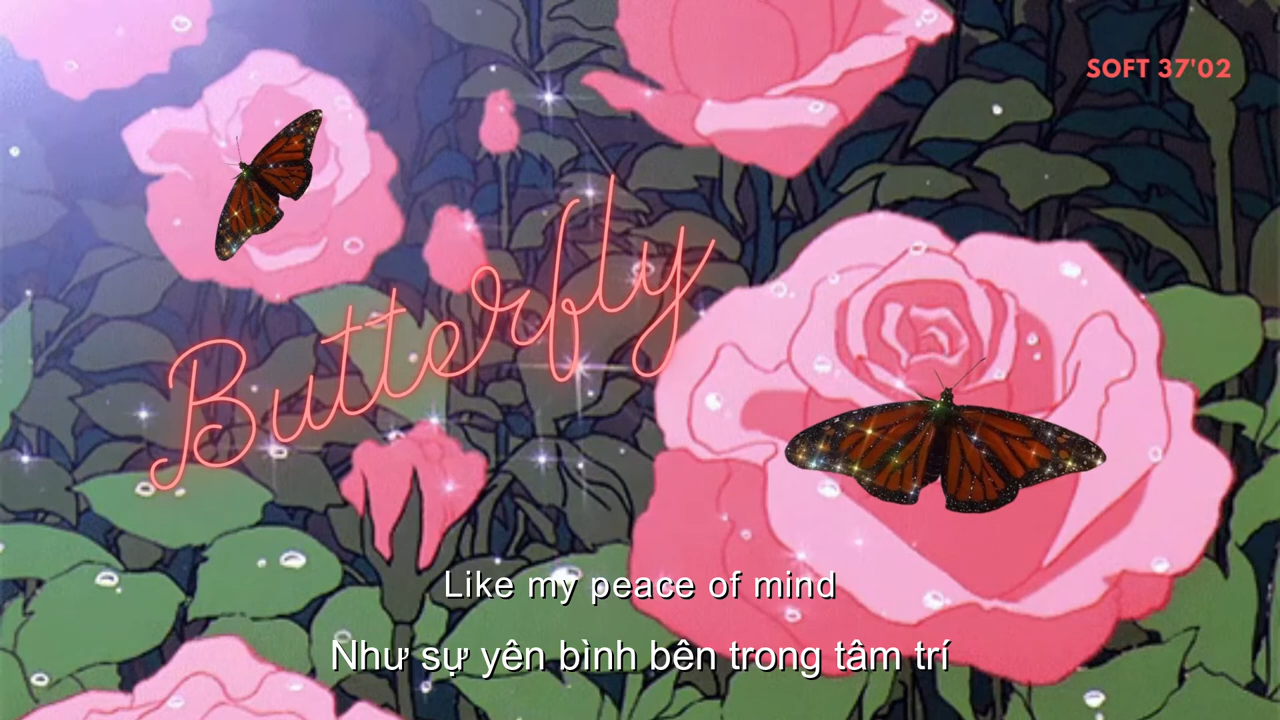 SOFT 37'02
Butterfly
Like my peace of mind
Như sự yên bình bên trong tâm trí